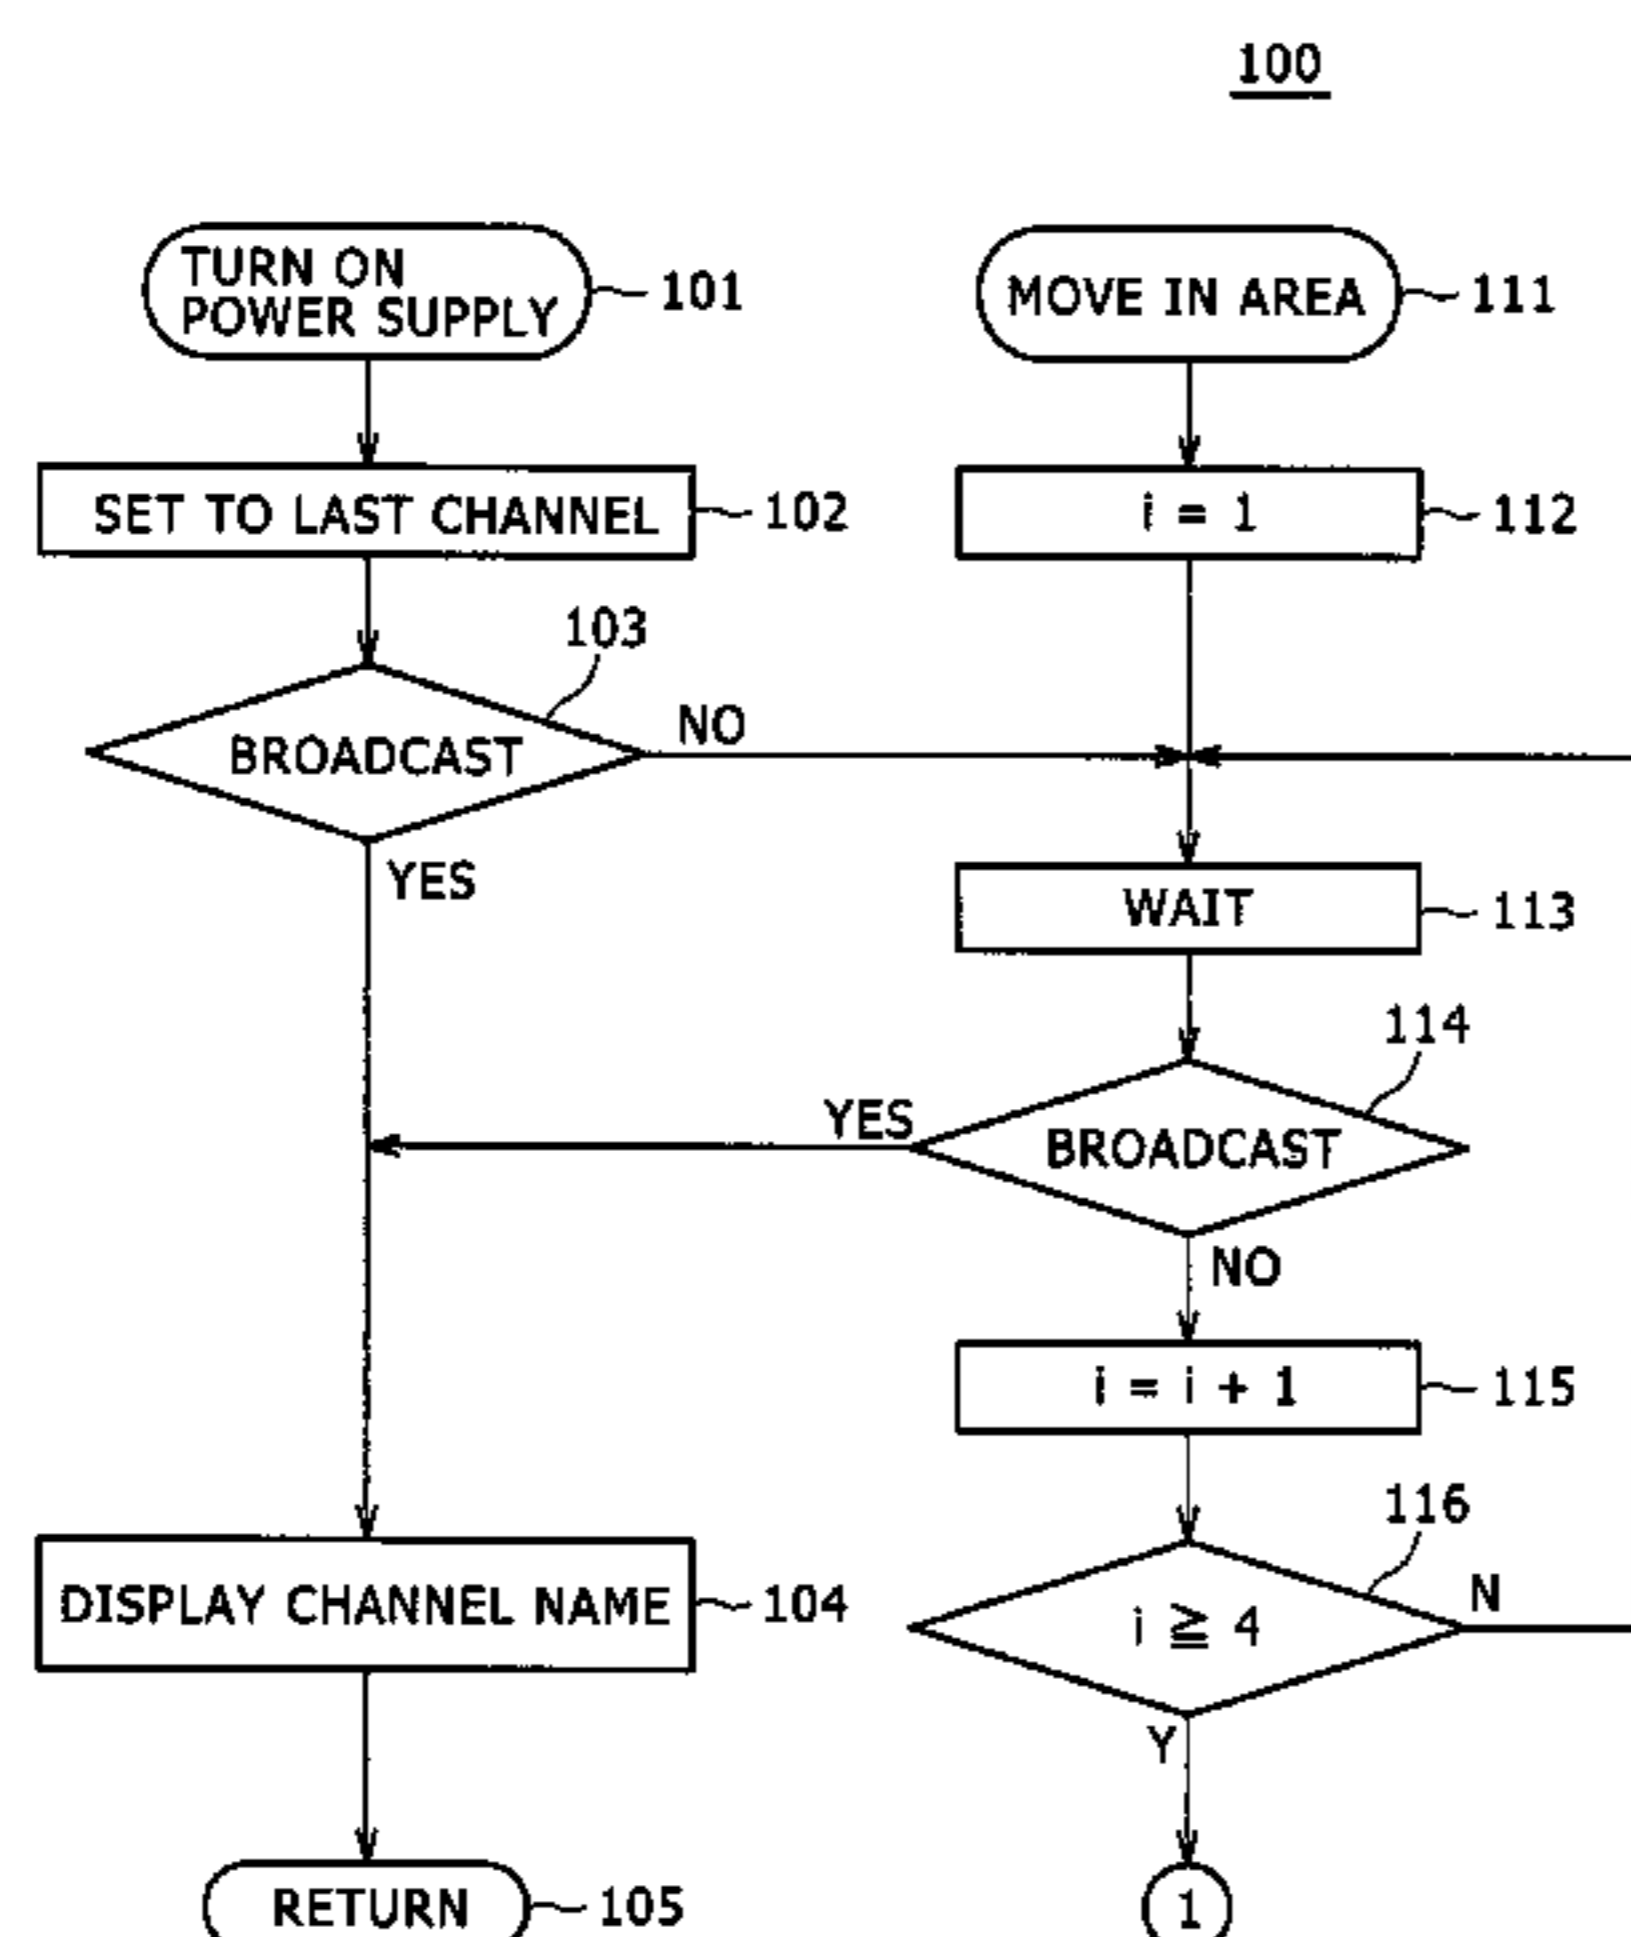 100
TURN ON
POWER SUPPLY
101
MOVE IN AREA
111
SET TO LAST CHANNEL
102
i = 1
112
103
BROADCAST
NO
YES
WAIT
113
114
YES
BROADCAST
NO
i = i + 1
115
116
DISPLAY CHANNEL NAME
104
i ≧ 4
N
Y
RETURN
105
1